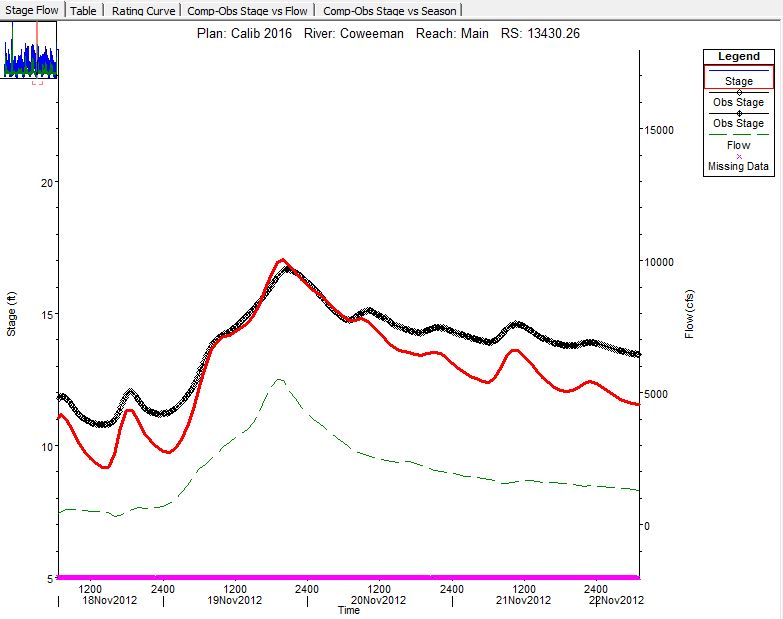 Stage Flow Table Rating Curve Comp-Obs Stage vs Flow Comp-Obs Stage vs Season
Plan: Calib 2016 River: Coweeman Reach: Main RS: 13430.26
Legend
Stage
Obs Stage
Obs Stage
Flow
Missing Data
Stage (ft)
20
15
10
5
15000
10000
5000
0
Flow (cfs)
1200 2400 1200 2400 1200 2400 1200 2400
18Nov2012 19Nov2012 20Nov2012 21Nov2012 22Nov2012
Time